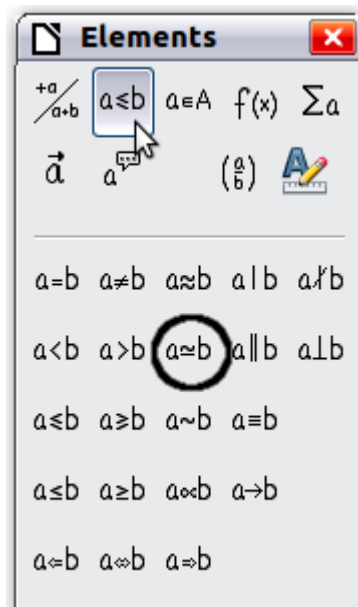 Elements
+a/a+b a⩽b a∈A f(x) Σa
a⃗ a (a/b) A
a=b a≠b a≈b a∣b a∤b
a<b a>b a≃b a∥b a⊥b
a⩽b a⩾b a~b a≡b
a≤b a≥b a∝b a→b
a⇐b a⇔b a⇒b